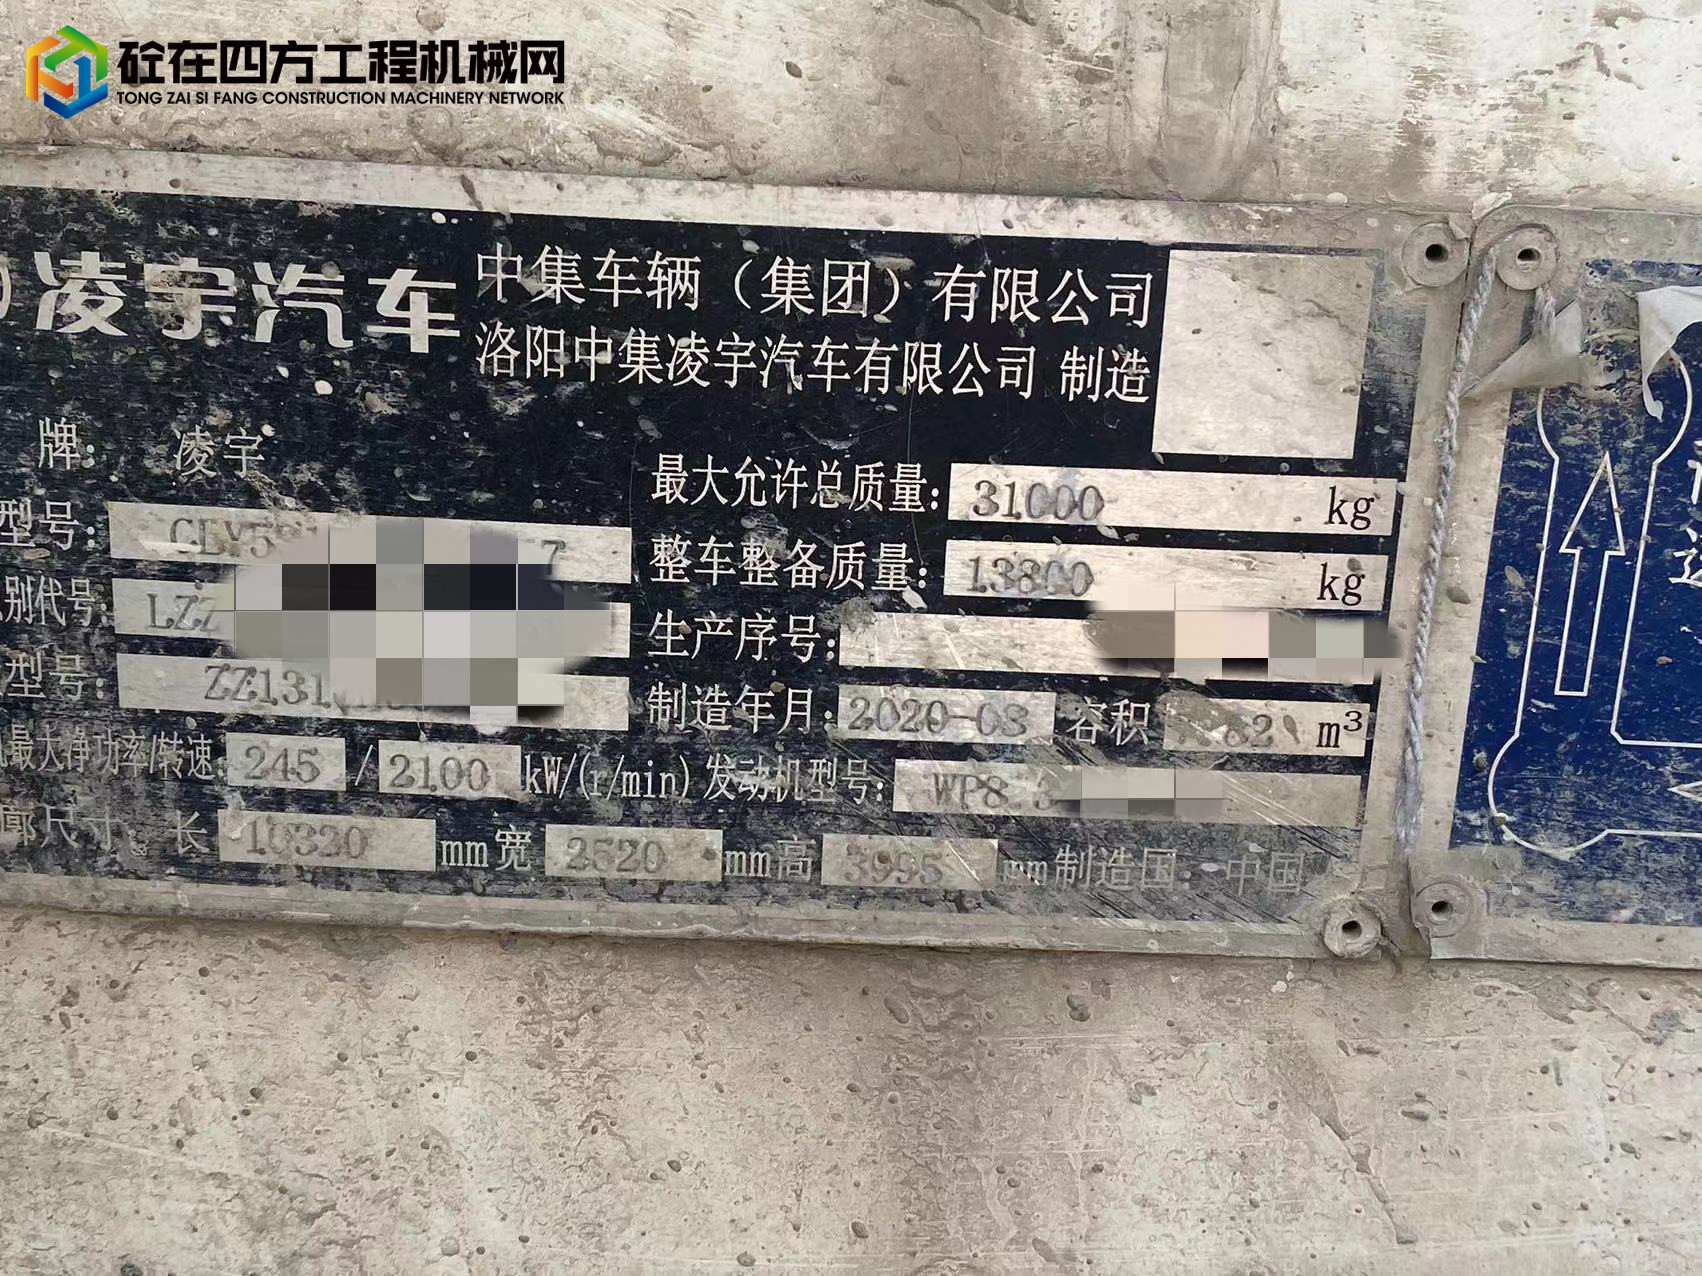 砼在四方工程机械网
TONG ZAI SI FANG CONSTRUCTION MACHINERY NETWORK
凌宇汽车
中集车辆（集团）有限公司
洛阳中集凌宇汽车有限公司 制造
牌: 凌宇
最大允许总质量: 31000 kg
型号: CLY5
整车整备质量: 13800 kg
别代号: LZZ
生产序号:
型号: ZZ131
制造年月: 2020-08 容积 m³
最大净功率/转速: 245 / 2100 kW/(r/min) 发动机型号: WP8.3
廓尺寸: 长 10320 mm 宽 2520 mm 高 3995 mm 制造国: 中国